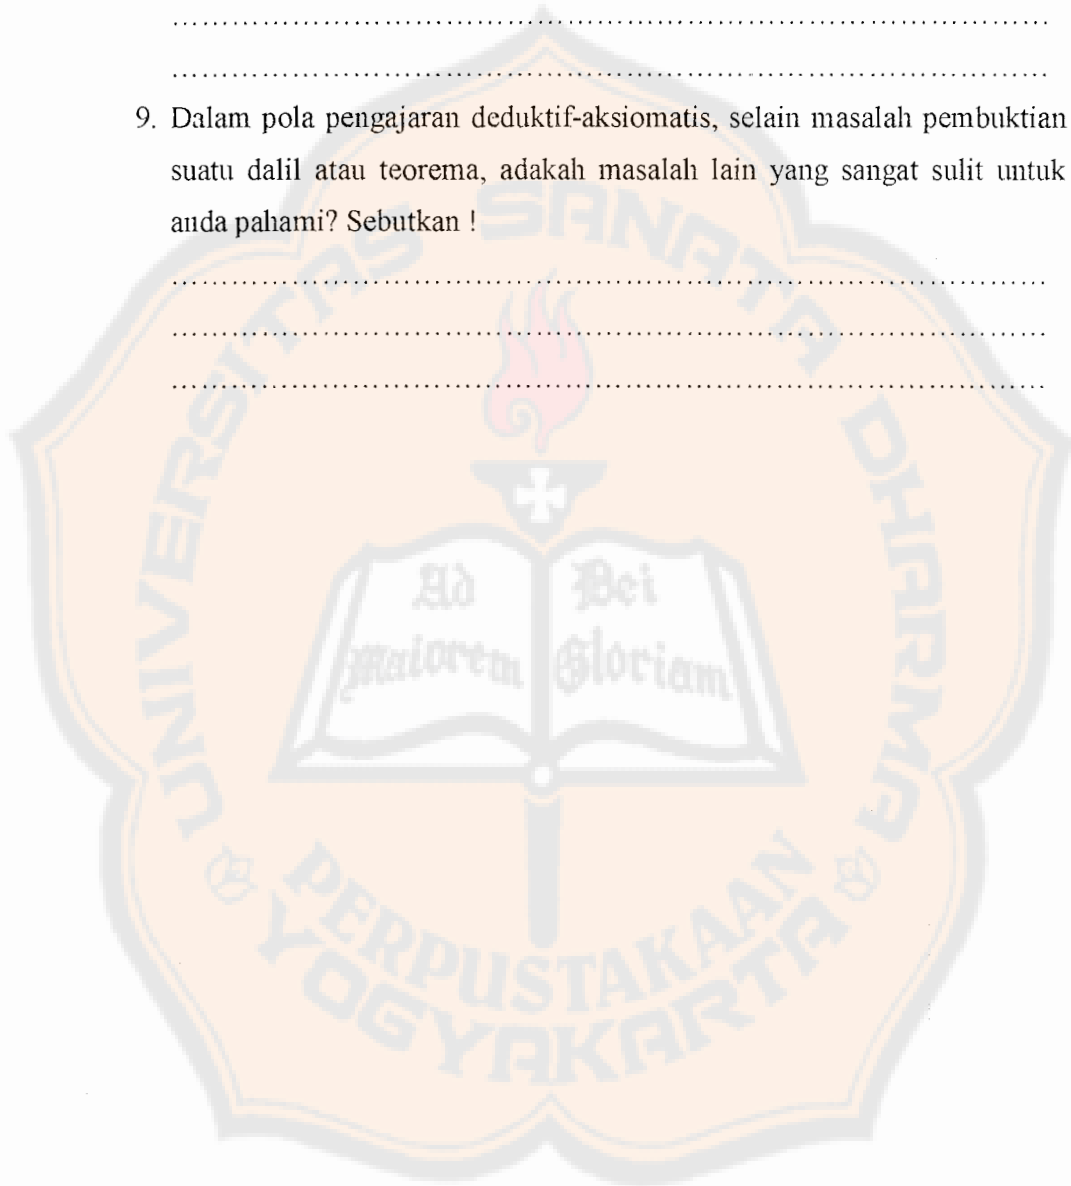 ................................................................................
................................................................................
9. Dalam pola pengajaran deduktif-aksiomatis, selain masalah pembuktian
suatu dalil atau teorema, adakah masalah lain yang sangat sulit untuk
anda pahami? Sebutkan !
................................................................................
................................................................................
................................................................................
UNIVERSITAS SANATA DHARMA
Ad Dei
Maiorem Gloriam
PERPUSTAKAAN
YOGYAKARTA